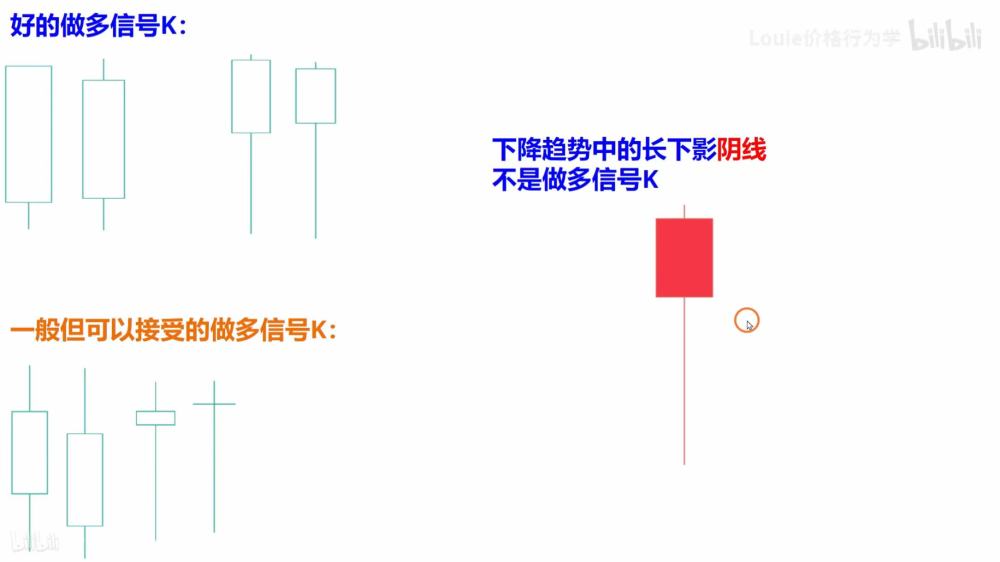 好的做多信号K：
Louie价格行为学 bilibili
下降趋势中的长下影阴线
不是做多信号K
一般但可以接受的做多信号K：
bilibili